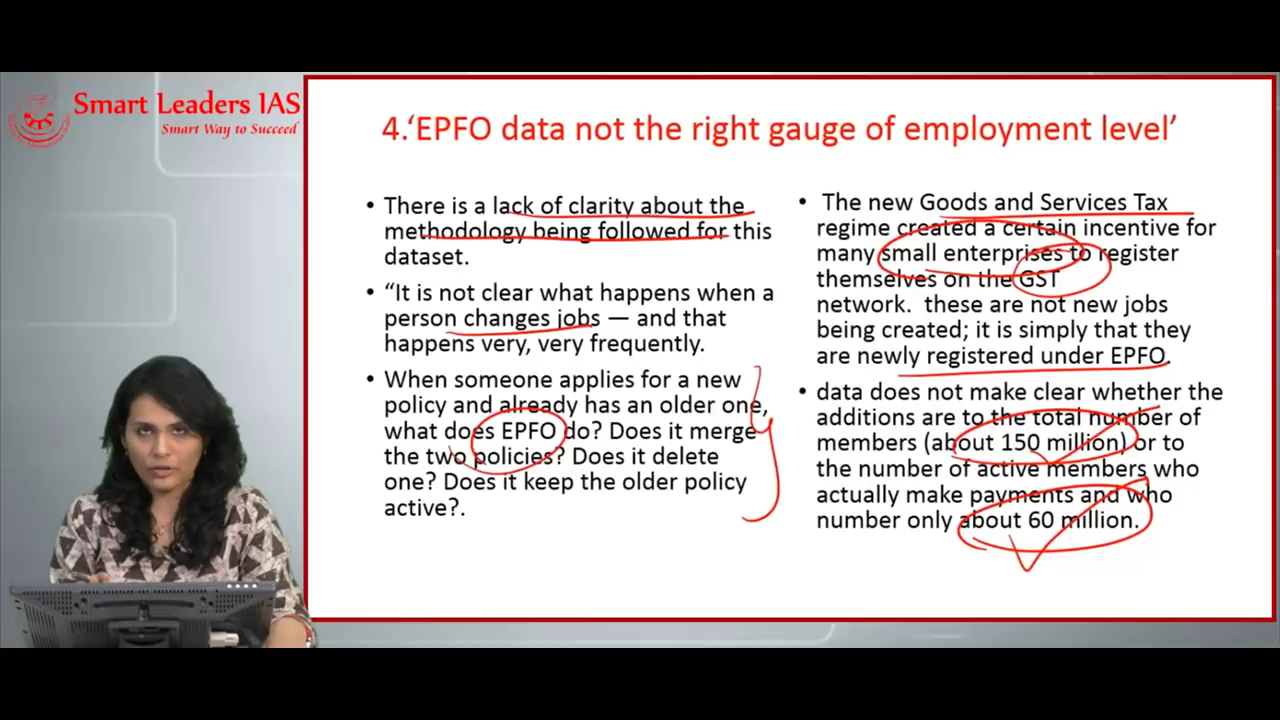 Smart Leaders IAS
Smart Way to Succeed
4.‘EPFO data not the right gauge of employment level’
• There is a lack of clarity about the
methodology being followed for this
dataset.
• “It is not clear what happens when a
person changes jobs — and that
happens very, very frequently.
• When someone applies for a new
policy and already has an older one,
what does EPFO do? Does it merge
the two policies? Does it delete
one? Does it keep the older policy
active?.
• The new Goods and Services Tax
regime created a certain incentive for
many small enterprises to register
themselves on the GST
network. these are not new jobs
being created; it is simply that they
are newly registered under EPFO.
• data does not make clear whether the
additions are to the total number of
members (about 150 million) or to
the number of active members who
actually make payments and who
number only about 60 million.